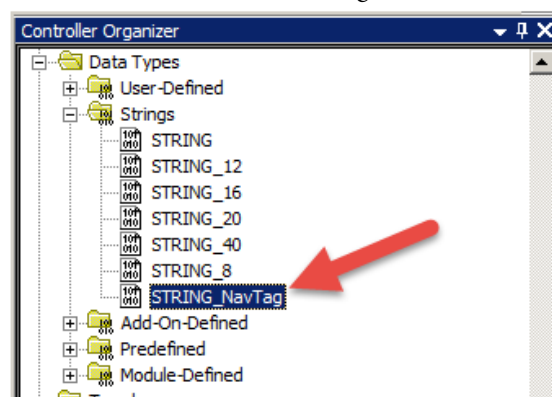 Controller Organizer
Data Types
User-Defined
Strings
STRING
STRING_12
STRING_16
STRING_20
STRING_40
STRING_8
STRING_NavTag
Add-On-Defined
Predefined
Module-Defined